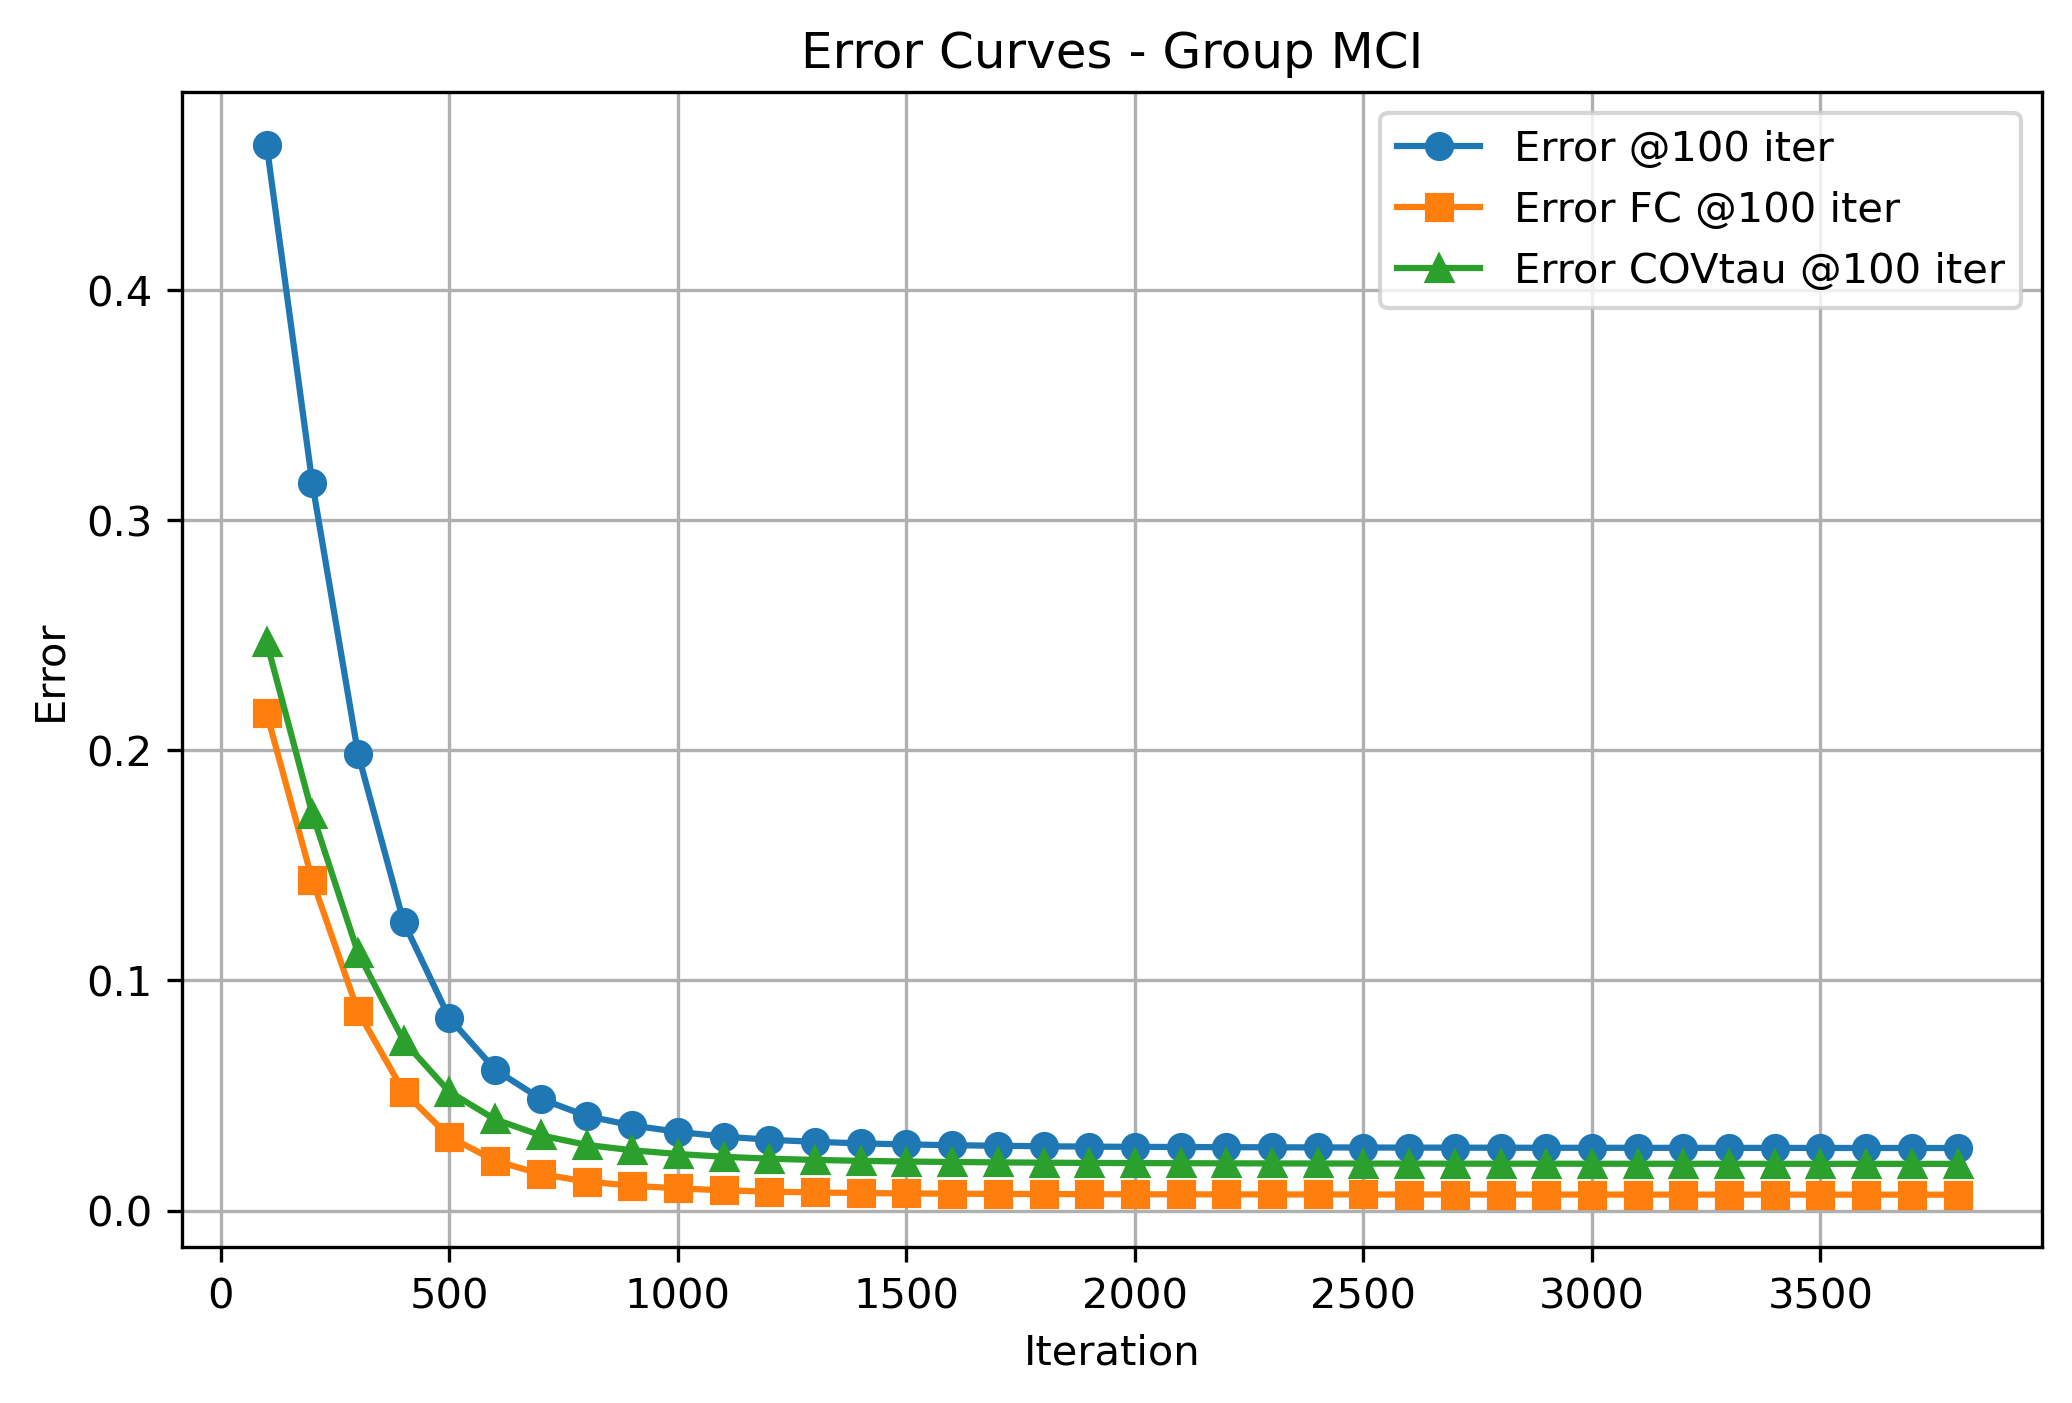 Error Curves - Group MCI
Error @100 iter
Error FC @100 iter
Error COVtau @100 iter
Error
0.4
0.3
0.2
0.1
0.0
0 500 1000 1500 2000 2500 3000 3500
Iteration